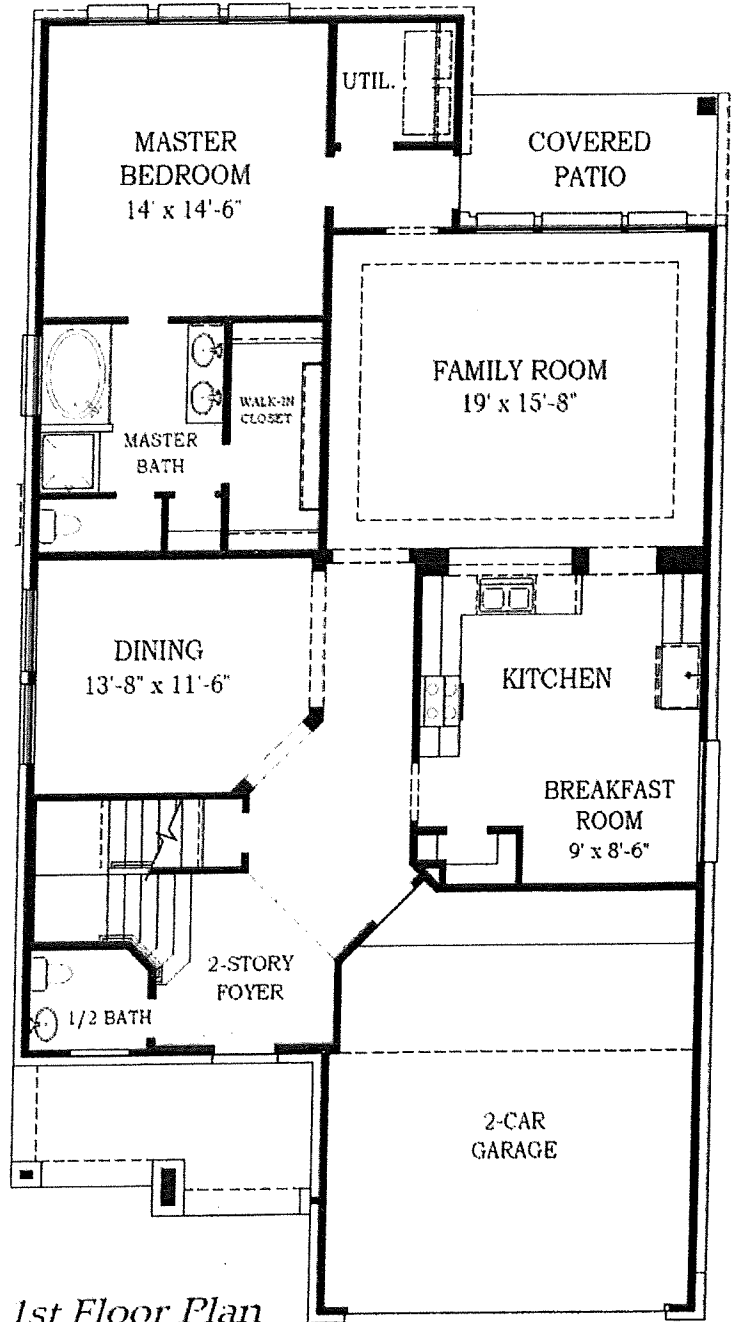 UTIL.
MASTER
BEDROOM
14' x 14'-6"
COVERED
PATIO
FAMILY ROOM
19' x 15'-8"
WALK-IN
CLOSET
MASTER
BATH
DINING
13'-8" x 11'-6"
KITCHEN
BREAKFAST
ROOM
9' x 8'-6"
2-STORY
FOYER
1/2 BATH
2-CAR
GARAGE
1st Floor Plan